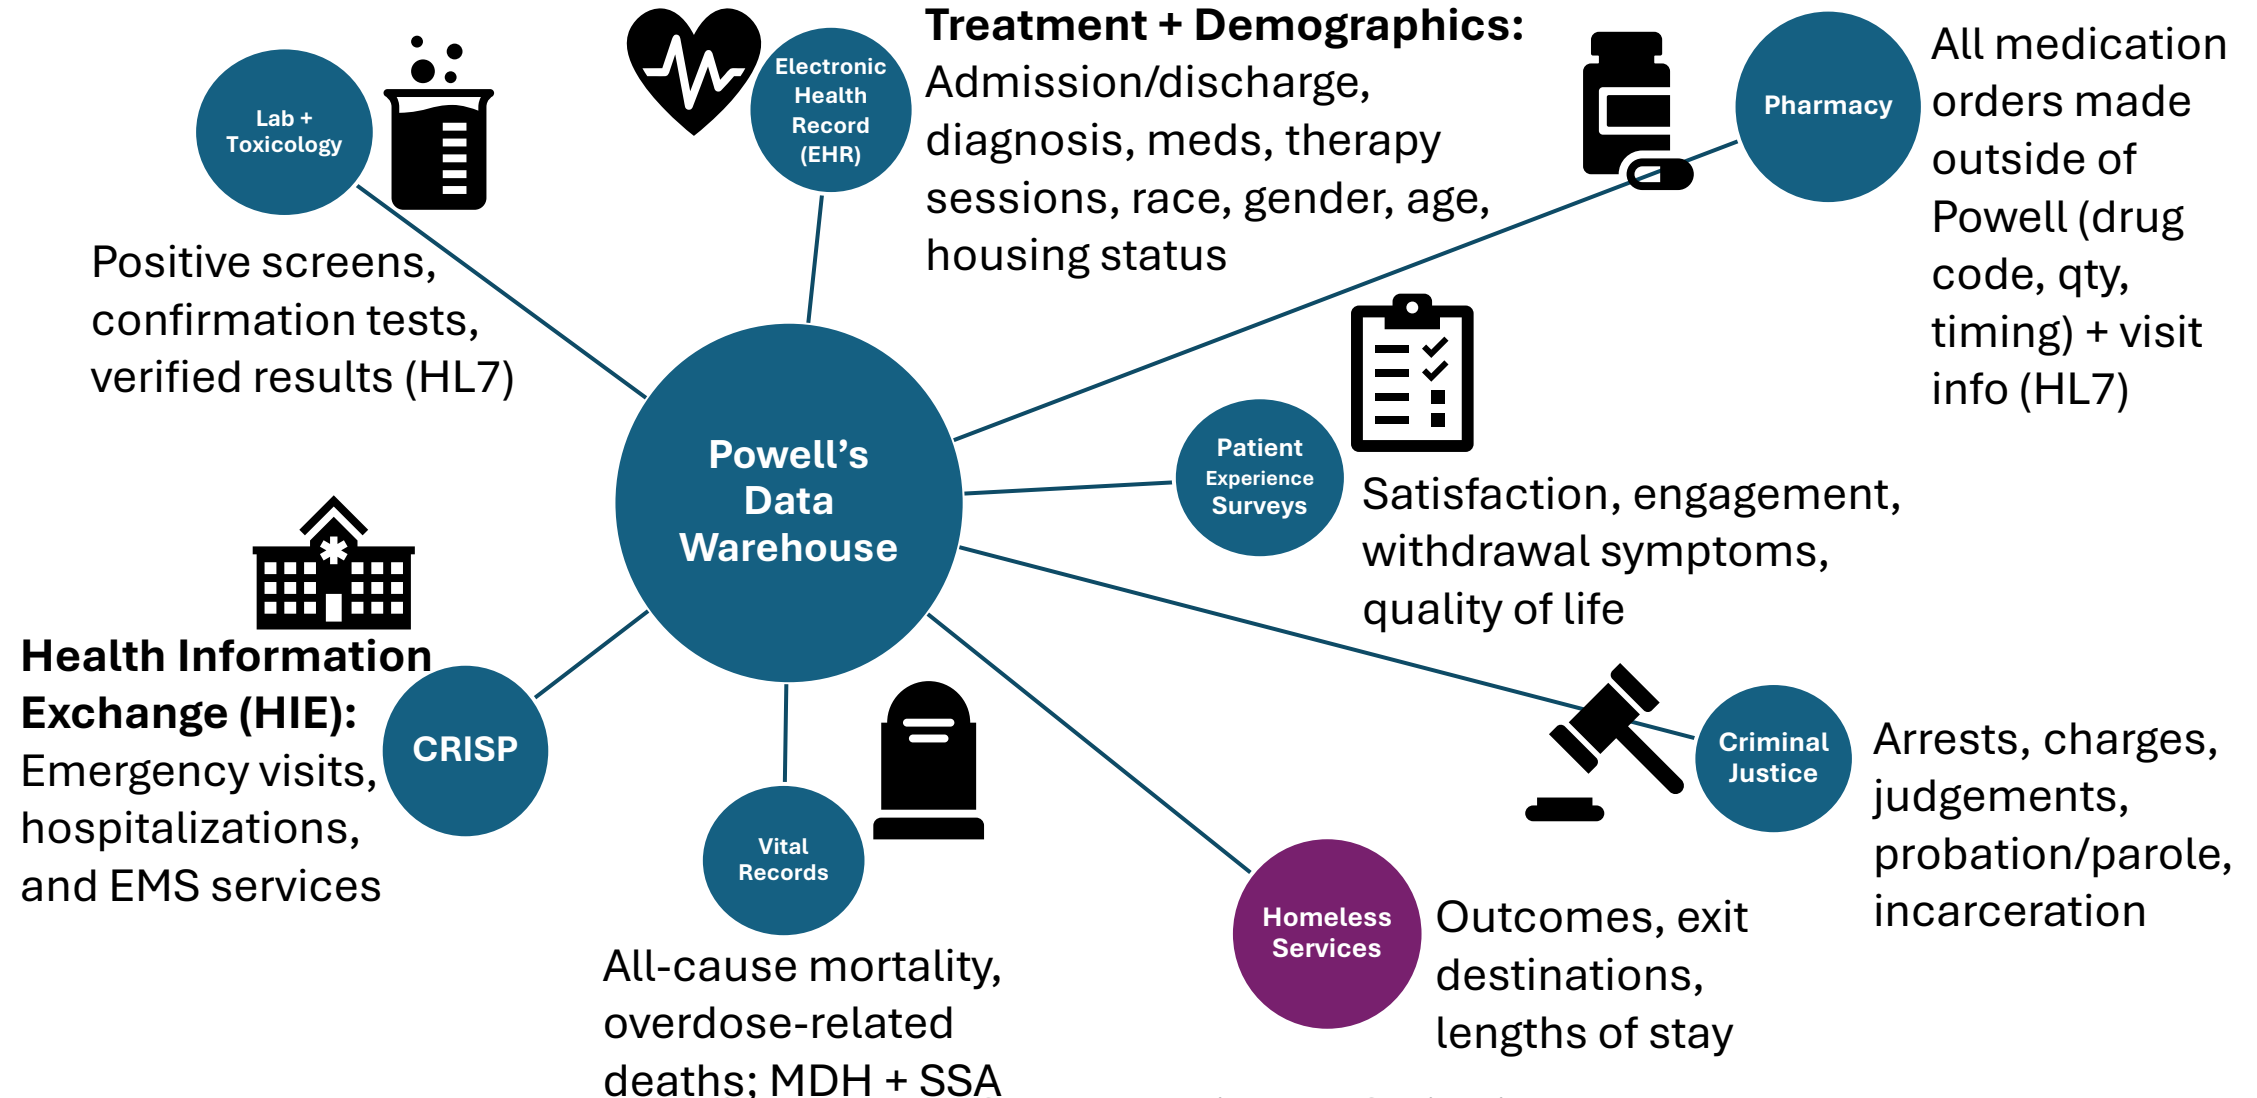 Lab +
Toxicology
Positive screens,
confirmation tests,
verified results (HL7)
Electronic
Health
Record
(EHR)
Treatment + Demographics:
Admission/discharge,
diagnosis, meds, therapy
sessions, race, gender, age,
housing status
Pharmacy
All medication
orders made
outside of
Powell (drug
code, qty,
timing) + visit
info (HL7)
Powell’s
Data
Warehouse
Patient
Experience
Surveys
Satisfaction, engagement,
withdrawal symptoms,
quality of life
Health Information
Exchange (HIE):
Emergency visits,
hospitalizations,
and EMS services
CRISP
Vital
Records
All-cause mortality,
overdose-related
deaths; MDH + SSA
Homeless
Services
Outcomes, exit
destinations,
lengths of stay
Criminal
Justice
Arrests, charges,
judgements,
probation/parole,
incarceration